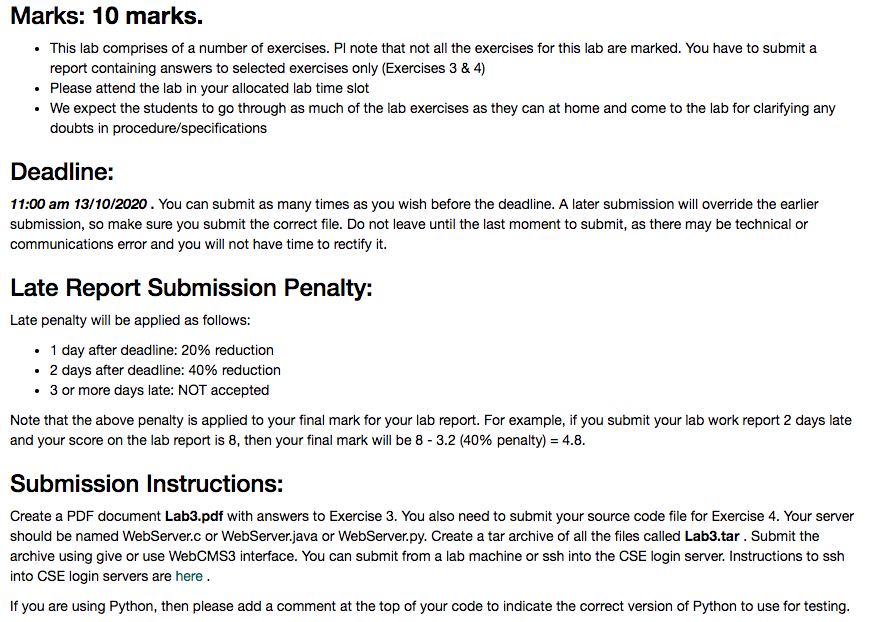 Marks: 10 marks.
• This lab comprises of a number of exercises. Pl note that not all the exercises for this lab are marked. You have to submit a
report containing answers to selected exercises only (Exercises 3 & 4)
• Please attend the lab in your allocated lab time slot
• We expect the students to go through as much of the lab exercises as they can at home and come to the lab for clarifying any
doubts in procedure/specifications
Deadline:
11:00 am 13/10/2020 . You can submit as many times as you wish before the deadline. A later submission will override the earlier
submission, so make sure you submit the correct file. Do not leave until the last moment to submit, as there may be technical or
communications error and you will not have time to rectify it.
Late Report Submission Penalty:
Late penalty will be applied as follows:
• 1 day after deadline: 20% reduction
• 2 days after deadline: 40% reduction
• 3 or more days late: NOT accepted
Note that the above penalty is applied to your final mark for your lab report. For example, if you submit your lab work report 2 days late
and your score on the lab report is 8, then your final mark will be 8 - 3.2 (40% penalty) = 4.8.
Submission Instructions:
Create a PDF document Lab3.pdf with answers to Exercise 3. You also need to submit your source code file for Exercise 4. Your server
should be named WebServer.c or WebServer.java or WebServer.py. Create a tar archive of all the files called Lab3.tar . Submit the
archive using give or use WebCMS3 interface. You can submit from a lab machine or ssh into the CSE login server. Instructions to ssh
into CSE login servers are here .
If you are using Python, then please add a comment at the top of your code to indicate the correct version of Python to use for testing.